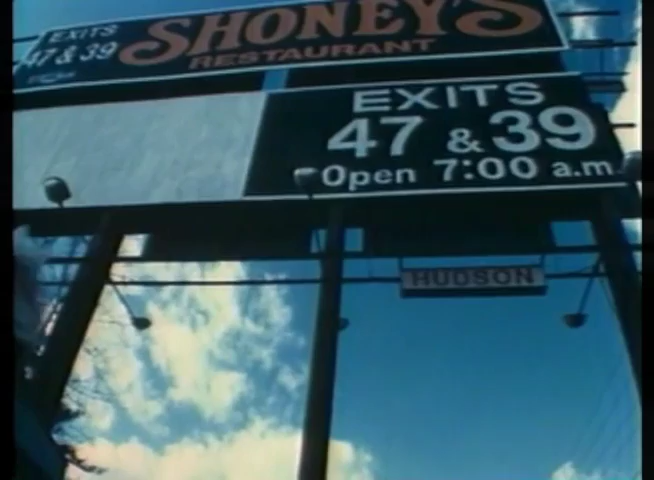 EXITS
47 & 39
SHONEY'S
RESTAURANT
EXITS
47 & 39
Open 7:00 a.m
HUDSON